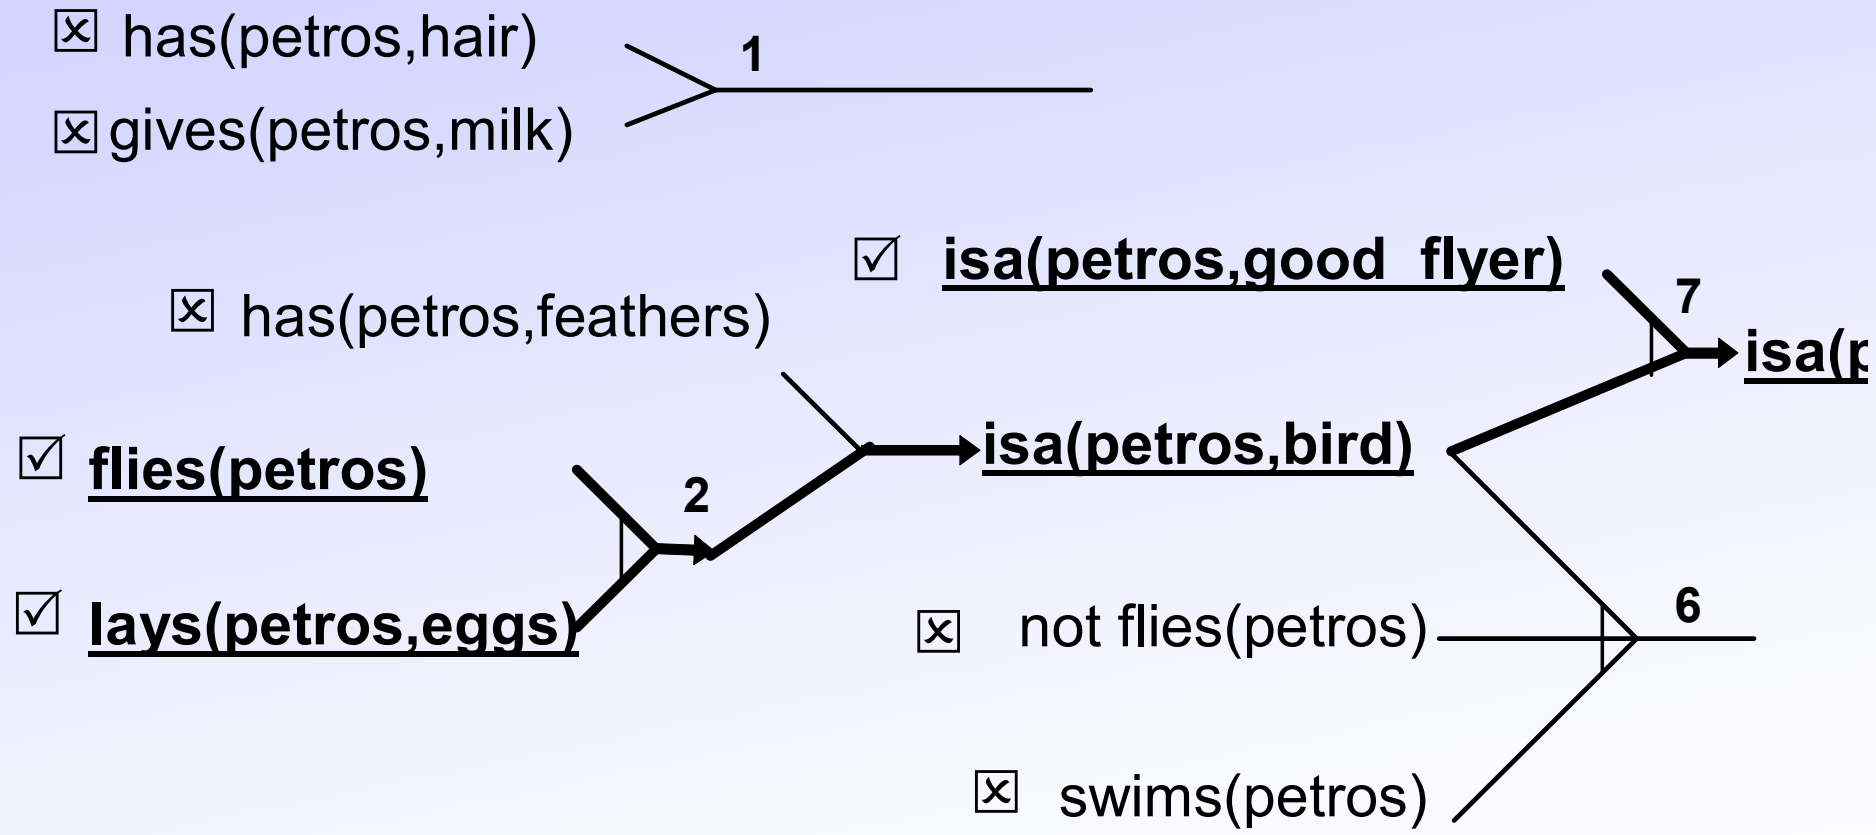 has(petros,hair)
1
gives(petros,milk)
isa(petros,good_flyer)
7
has(petros,feathers)
isa(p
isa(petros,bird)
flies(petros)
2
lays(petros,eggs)
6
not flies(petros)
swims(petros)